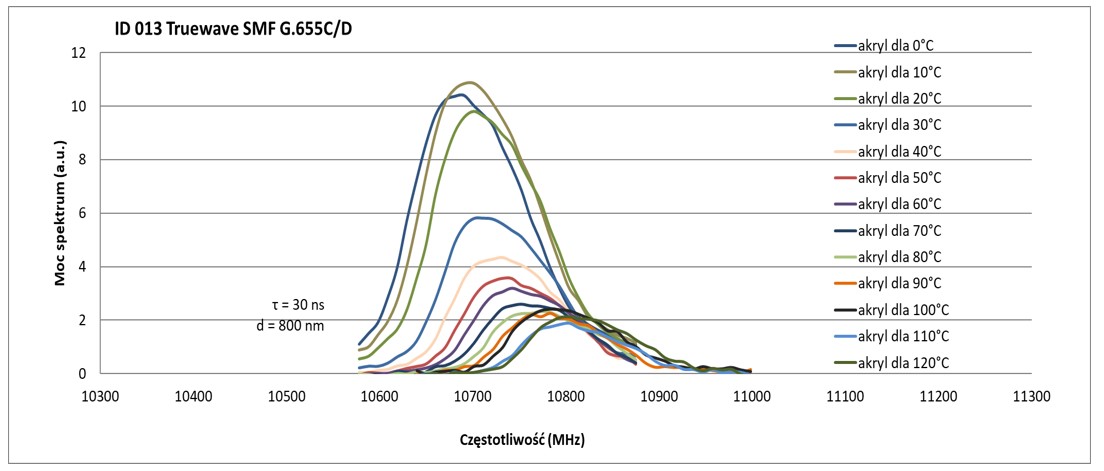 ID 013 Truewave SMF G.655C/D
Moc spektrum (a.u.)
12
10
8
6
4
2
0
τ = 30 ns
d = 800 nm
akryl dla 0°C
akryl dla 10°C
akryl dla 20°C
akryl dla 30°C
akryl dla 40°C
akryl dla 50°C
akryl dla 60°C
akryl dla 70°C
akryl dla 80°C
akryl dla 90°C
akryl dla 100°C
akryl dla 110°C
akryl dla 120°C
10300 10400 10500 10600 10700 10800 10900 11000 11100 11200 11300
Częstotliwość (MHz)